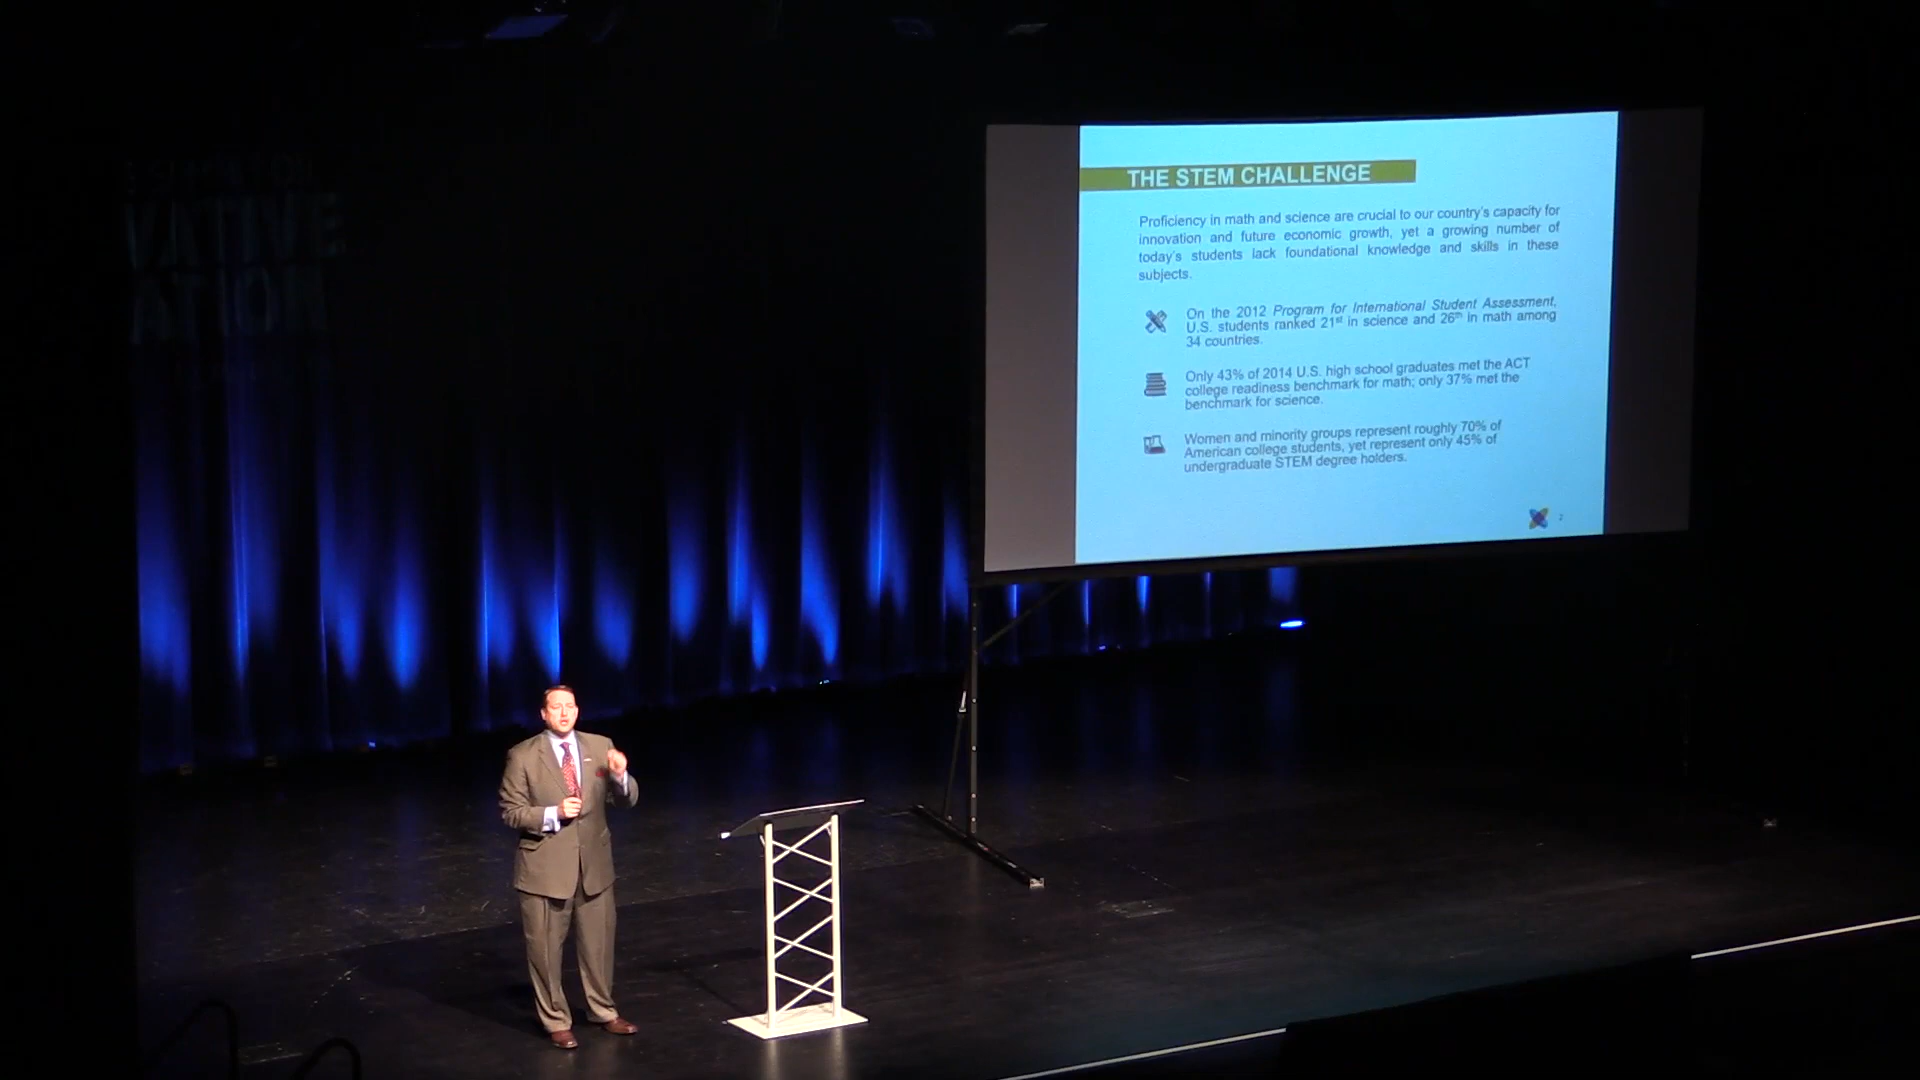 VATIVE
ATION
THE STEM CHALLENGE
Proficiency in math and science are crucial to our country's capacity for
innovation and future economic growth, yet a growing number of
today's students lack foundational knowledge and skills in these
subjects.
On the 2012 Program for International Student Assessment,
U.S. students ranked 21st in science and 26th in math among
34 countries.
Only 43% of 2014 U.S. high school graduates met the ACT
college readiness benchmark for math; only 37% met the
benchmark for science.
Women and minority groups represent roughly 70% of
American college students, yet represent only 45% of
undergraduate STEM degree holders.
2